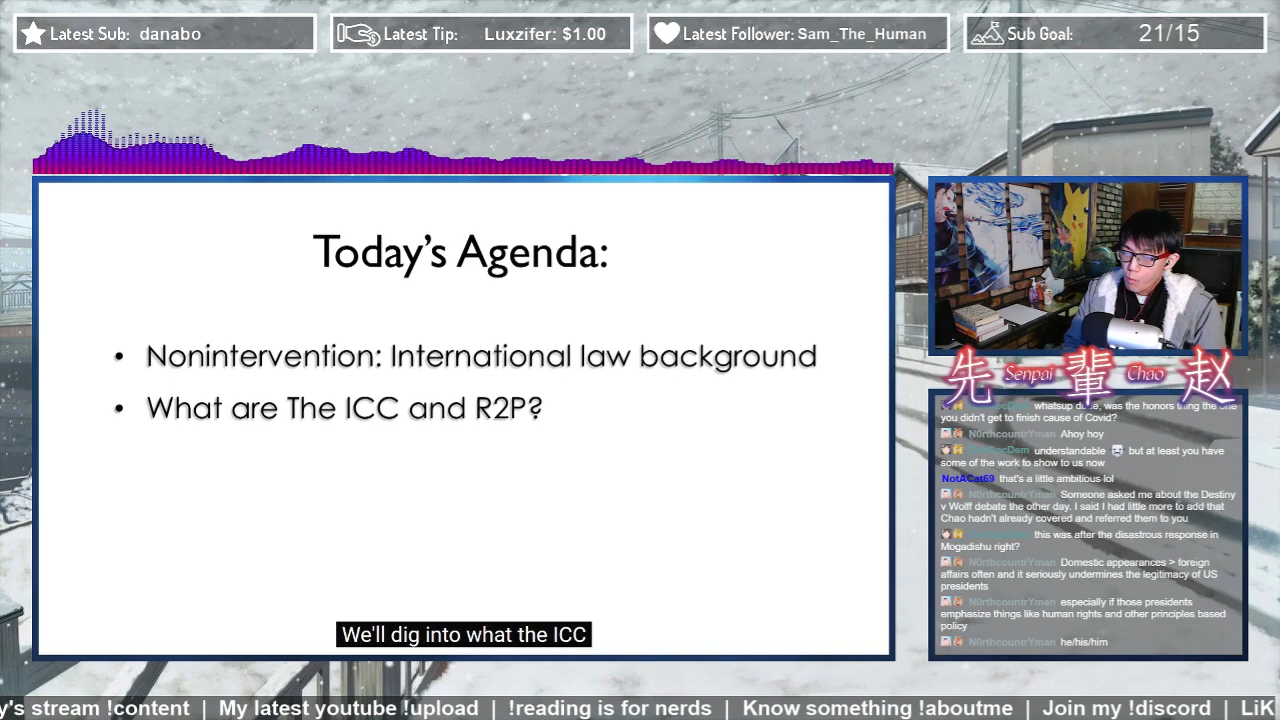 Latest Sub: danabo
Latest Tip: Luxzifer: $1.00
Latest Follower: Sam_The_Human
Sub Goal: 21/15
Today's Agenda:
• Nonintervention: International law background
• What are The ICC and R2P?
We'll dig into what the ICC
先 Senpai 輩 Chao 赵
whatsup dude, was the honors thing the one
you didn't get to finish cause of Covid?
N0rthcountrYman Ahoy hoy
understandable but at least you have
some of the work to show to us now
NotACat69 that's a little ambitious lol
N0rthcountrYman Someone asked me about the Destiny
v Wolff debate the other day. I said I had little more to add that
Chao hadn't already covered and referred them to you
this was after the disastrous response in
Mogadishu right?
N0rthcountrYman Domestic appearances > foreign
affairs often and it seriously undermines the legitimacy of US
presidents
N0rthcountrYman especially if those presidents
emphasize things like human rights and other principles based
policy
N0rthcountrYman he/his/him
y's stream !content | My latest youtube !upload | !reading is for nerds | Know something !aboutme | Join my !discord | LiK